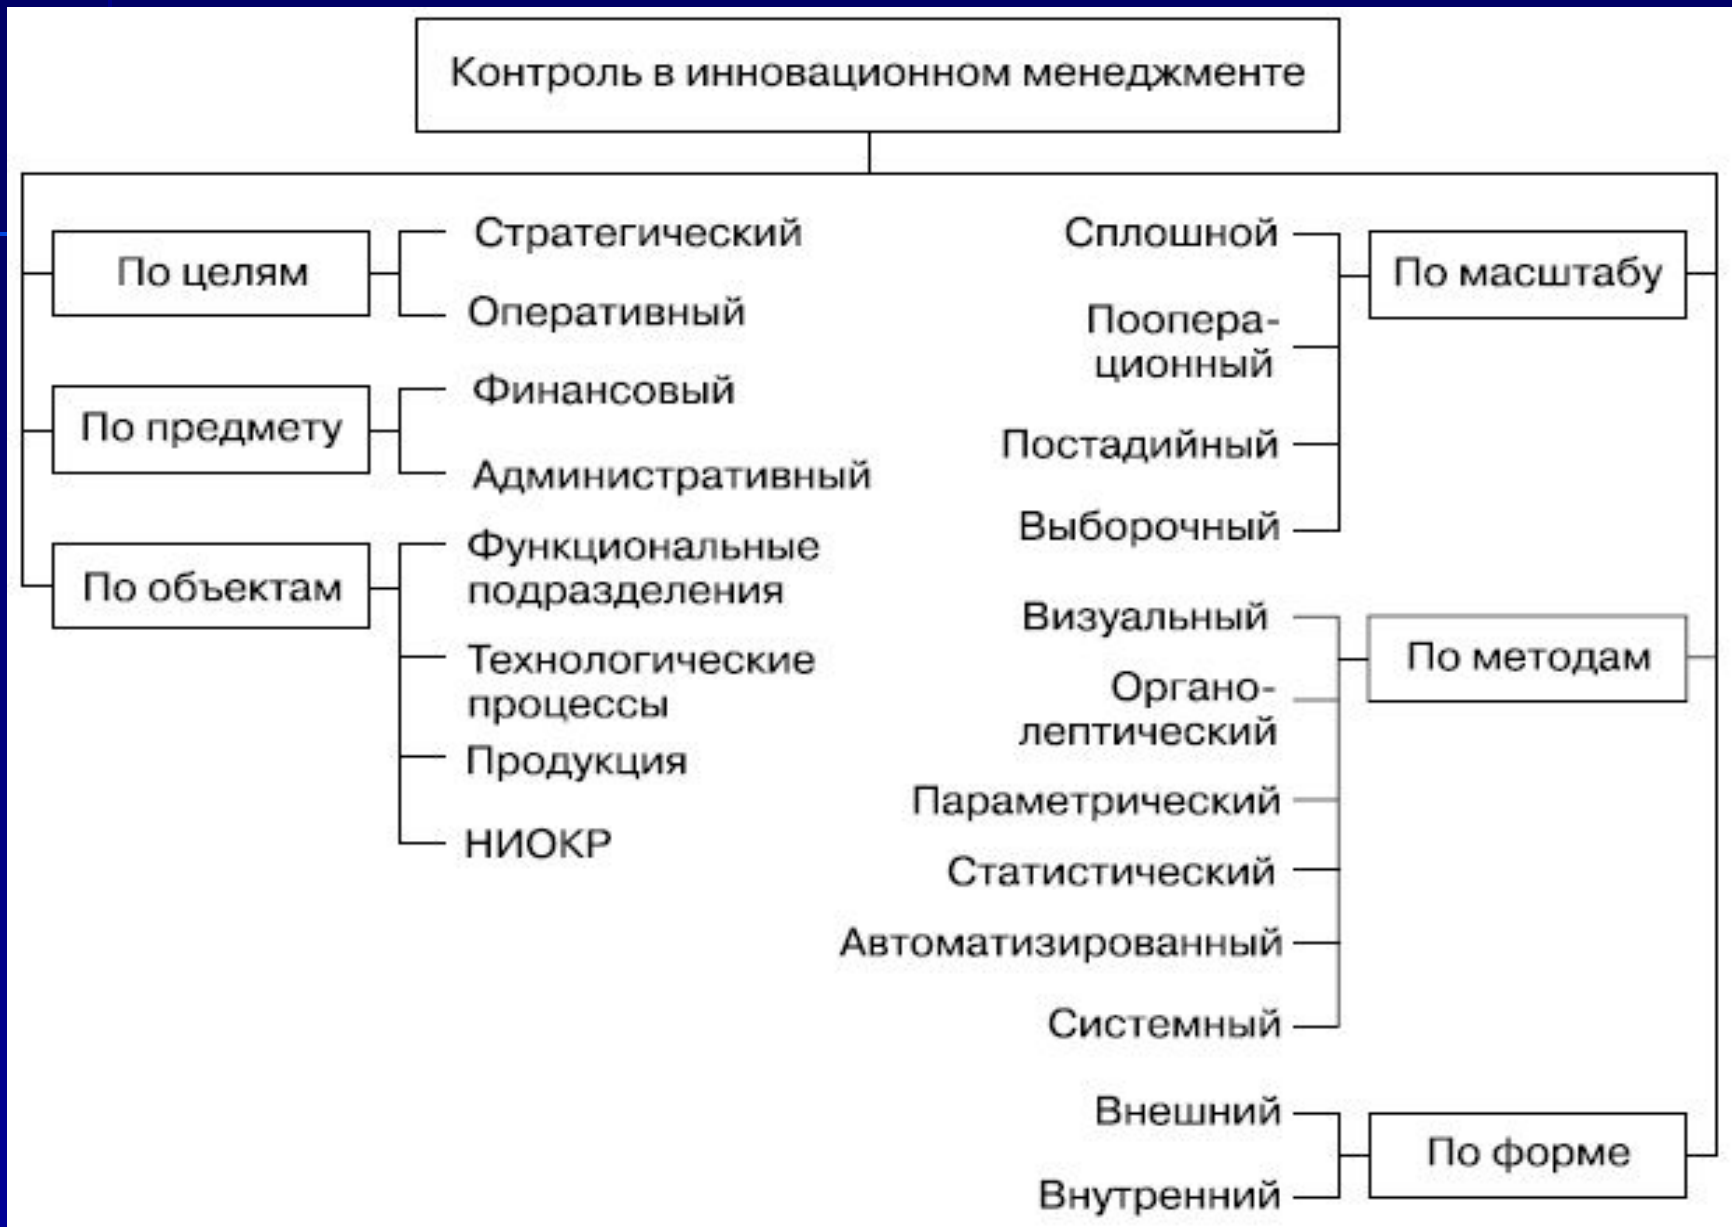 Контроль в инновационном менеджменте
По целям
Стратегический
Оперативный
По предмету
Финансовый
Административный
По объектам
Функциональные
подразделения
Технологические
процессы
Продукция
НИОКР
По масштабу
Сплошной
Поопера-
ционный
Постадийный
Выборочный
По методам
Визуальный
Органо-
лептический
Параметрический
Статистический
Автоматизированный
Системный
По форме
Внешний
Внутренний